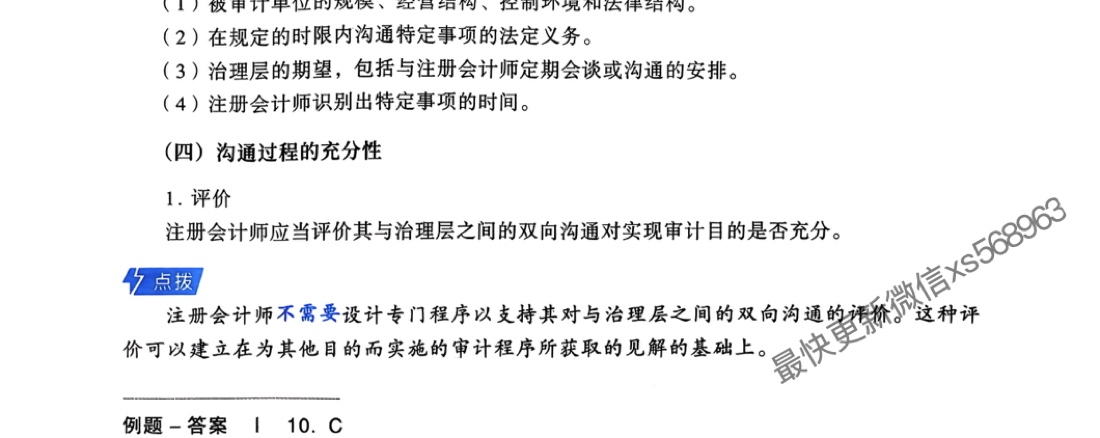 （1）被审计单位的规模、经营结构、控制环境和法律结构。
（2）在规定的时限内沟通特定事项的法定义务。
（3）治理层的期望，包括与注册会计师定期会谈或沟通的安排。
（4）注册会计师识别出特定事项的时间。
（四）沟通过程的充分性
1. 评价
注册会计师应当评价其与治理层之间的双向沟通对实现审计目的是否充分。
点拨
注册会计师不需要设计专门程序以支持其对与治理层之间的双向沟通的评价。这种评
价可以建立在为其他目的而实施的审计程序所获取的见解的基础上。
最快更新微信xs568963
例题 – 答案 | 10. C